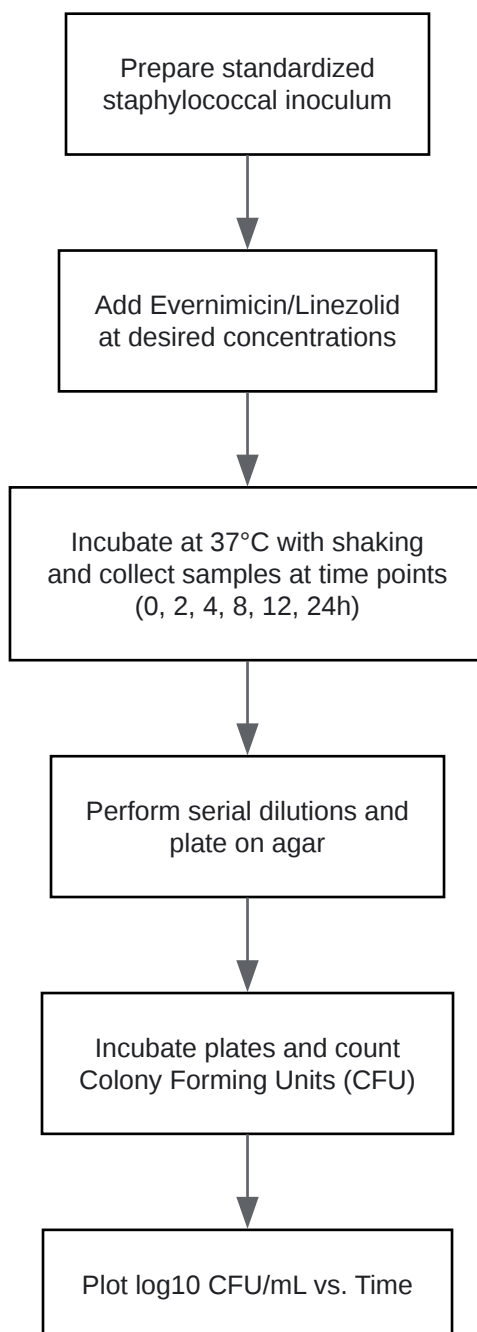 Prepare standardized
staphylococcal inoculum
Add Evernimicin/Linezolid
at desired concentrations
Incubate at 37°C with shaking
and collect samples at time points
(0, 2, 4, 8, 12, 24h)
Perform serial dilutions and
plate on agar
Incubate plates and count
Colony Forming Units (CFU)
Plot log10 CFU/mL vs. Time